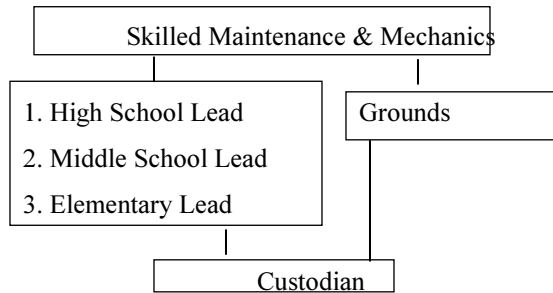 Skilled Maintenance & Mechanics
1. High School Lead
2. Middle School Lead
3. Elementary Lead
Grounds
Custodian